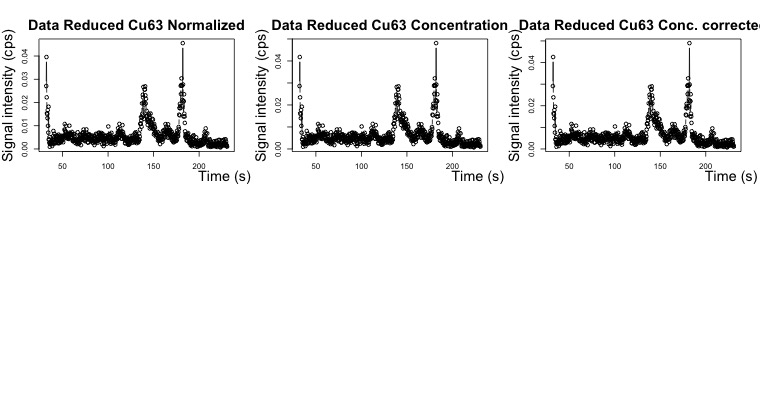 Data Reduced Cu63 Normalized
Signal intensity (cps)
0.00 0.01 0.02 0.03 0.04
50 100 150 200
Time (s)
Data Reduced Cu63 Concentration
Signal intensity (cps)
0.00 0.02 0.04
50 100 150 200
Time (s)
Data Reduced Cu63 Conc. corrected
Signal intensity (cps)
0.00 0.02 0.04
50 100 150 200
Time (s)